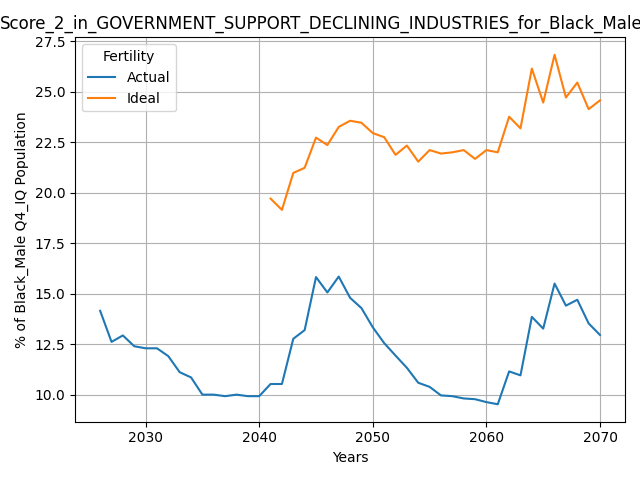 Score_2_in_GOVERNMENT_SUPPORT_DECLINING_INDUSTRIES_for_Black_Male
Fertility
Actual
Ideal
27.5
25.0
22.5
20.0
17.5
15.0
12.5
10.0
% of Black_Male Q4_IQ Population
2030
2040
2050
2060
2070
Years